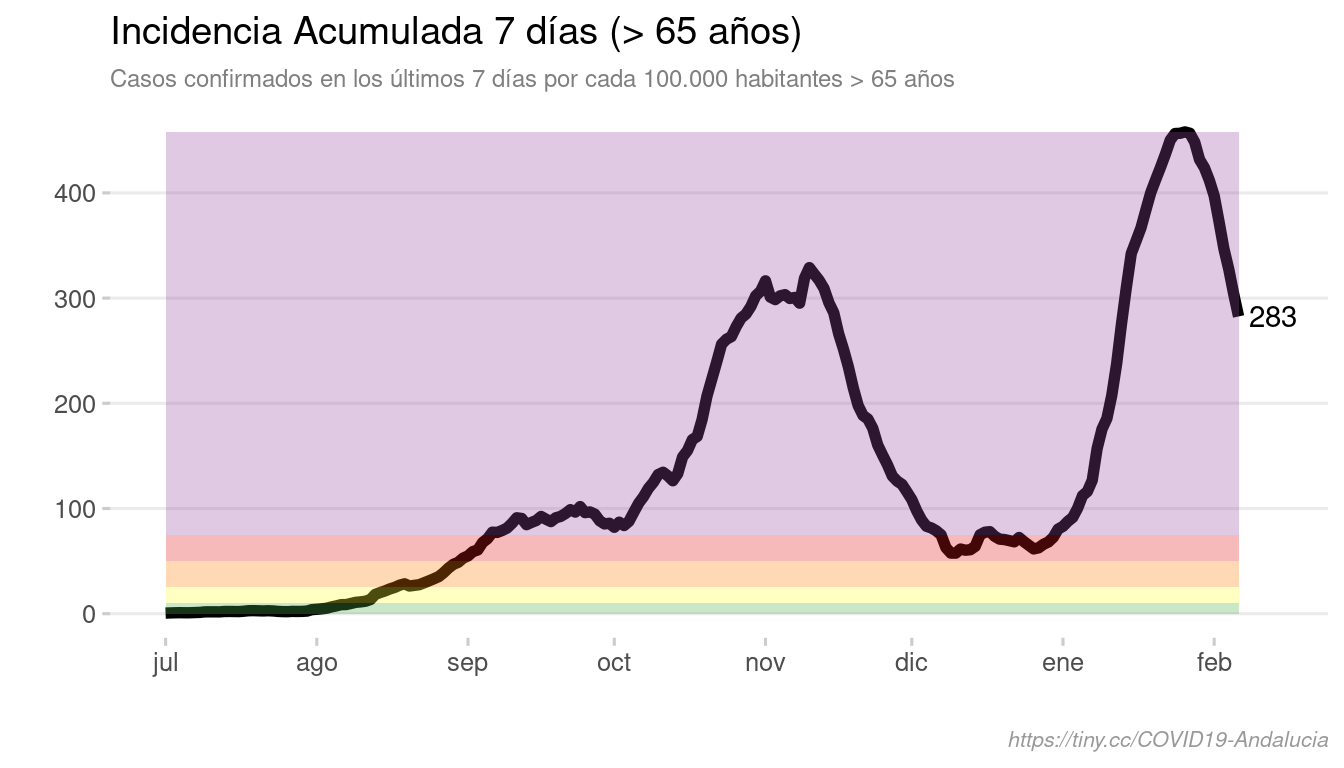 Incidencia Acumulada 7 días (> 65 años)
Casos confirmados en los últimos 7 días por cada 100.000 habitantes > 65 años
400
300
283
200
100
0
jul ago sep oct nov dic ene feb
https://tiny.cc/COVID19-Andalucia